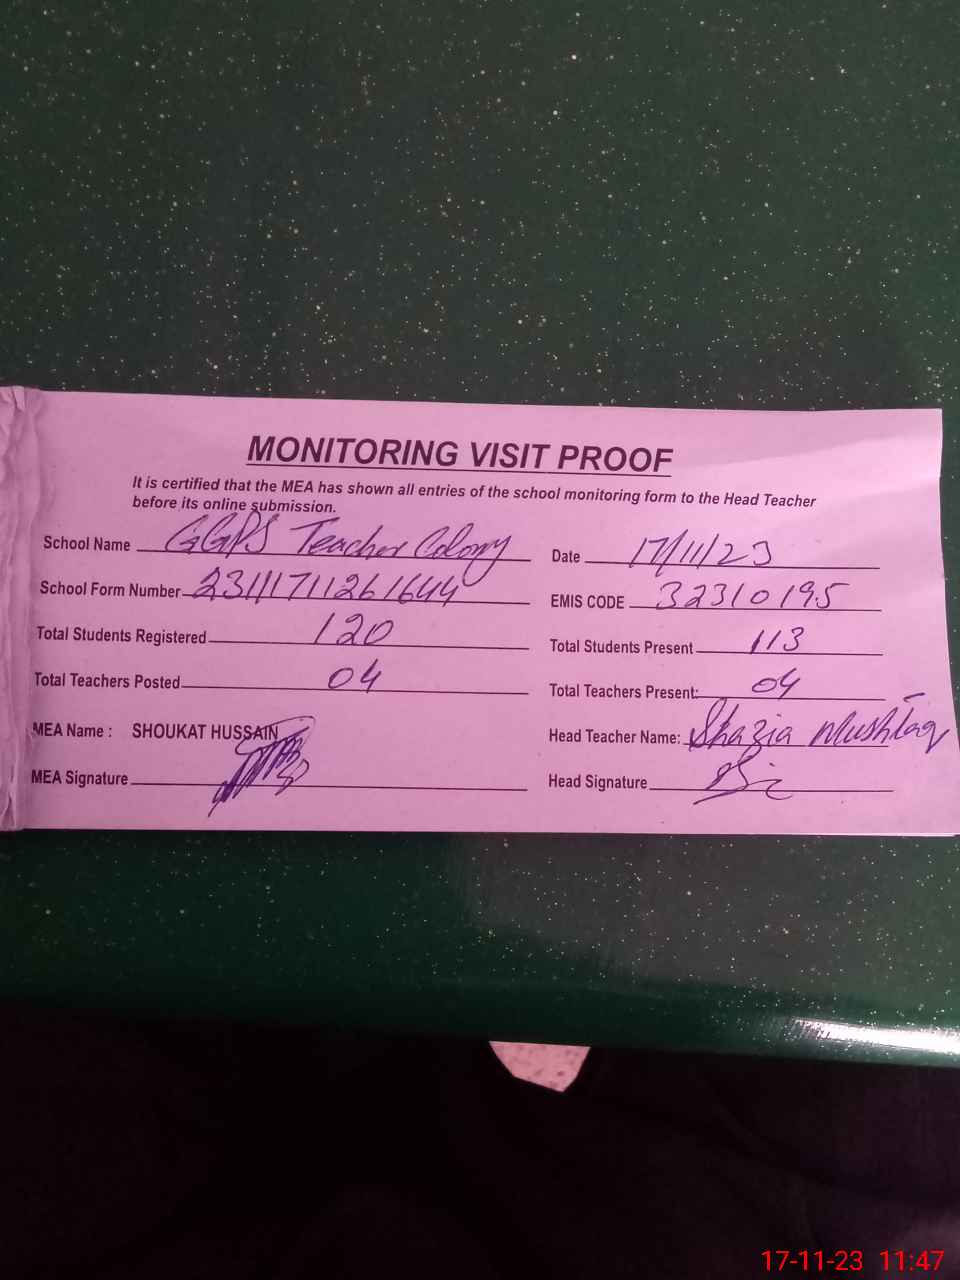 MONITORING VISIT PROOF
It is certified that the MEA has shown all entries of the school monitoring form to the Head Teacher
before its online submission.
School Name GGPS Teacher Colony Date 17/11/23
School Form Number 23111711261644 EMIS CODE 32310195
Total Students Registered 120 Total Students Present 113
Total Teachers Posted 04 Total Teachers Present: 04
MEA Name : SHOUKAT HUSSAIN Head Teacher Name: Shazia Mushtaq
MEA Signature Head Signature
17-11-23 11:47